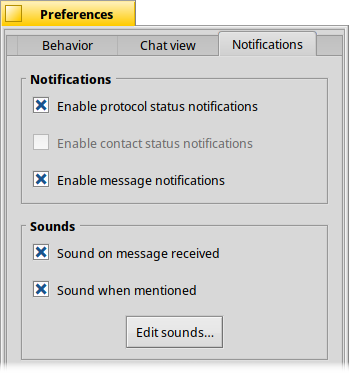 Preferences
Behavior Chat view Notifications
Notifications
Enable protocol status notifications
Enable contact status notifications
Enable message notifications
Sounds
Sound on message received
Sound when mentioned
Edit sounds...